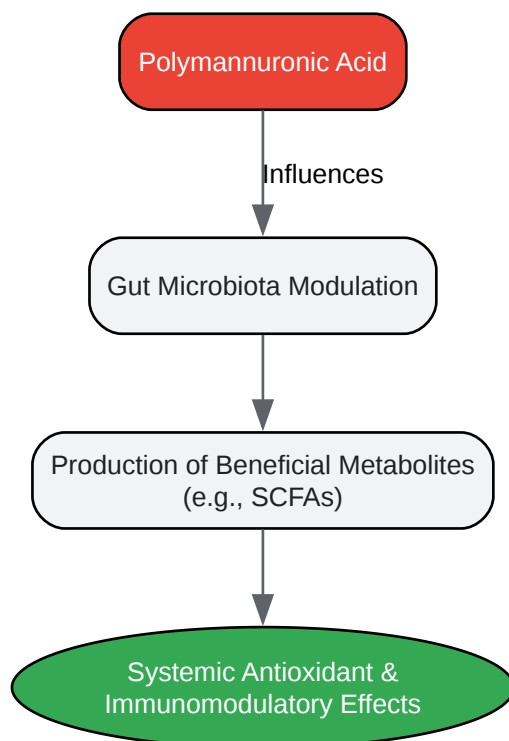 Polymannuronic Acid
Influences
Gut Microbiota Modulation
Production of Beneficial Metabolites
(e.g., SCFAs)
Systemic Antioxidant &
Immunomodulatory Effects